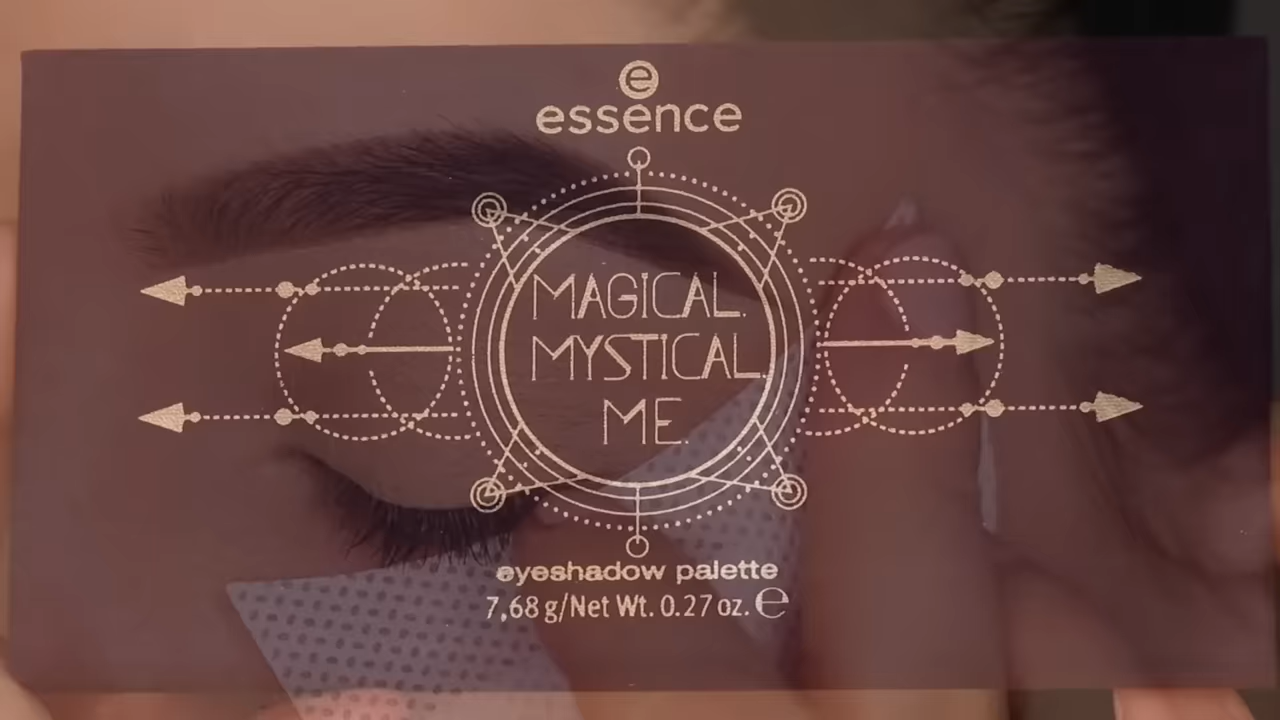 e
essence
MAGICAL.
MYSTICAL.
ME.
eyeshadow palette
7,68 g/Net Wt. 0.27 oz. ℮